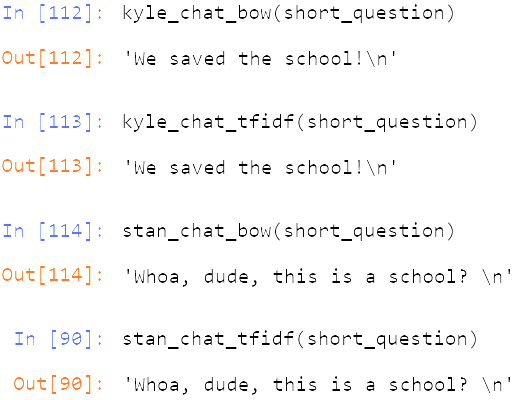 In [112]: kyle_chat_bow(short_question)
Out[112]: 'We saved the school!\n'
In [113]: kyle_chat_tfidf(short_question)
Out[113]: 'We saved the school!\n'
In [114]: stan_chat_bow(short_question)
Out[114]: 'Whoa, dude, this is a school? \n'
In [90]: stan_chat_tfidf(short_question)
Out[90]: 'Whoa, dude, this is a school? \n'